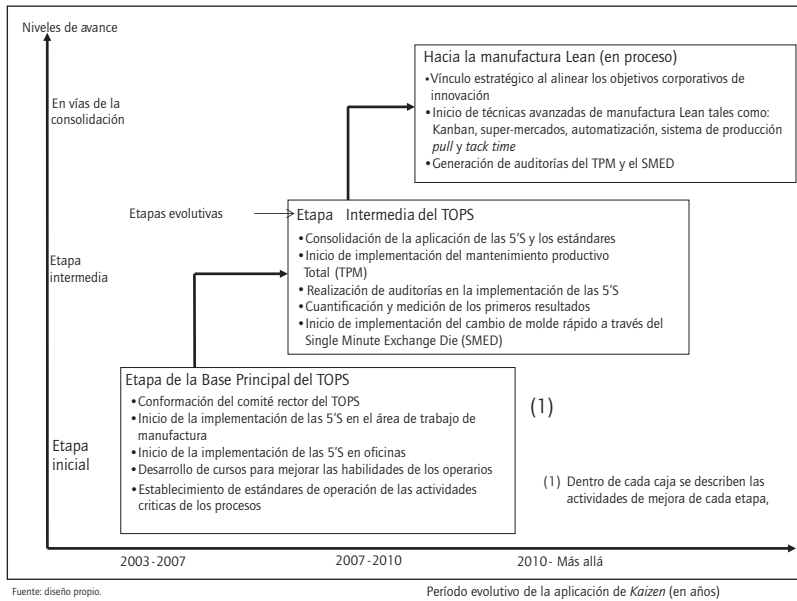 Niveles de avance
Hacia la manufactura Lean (en proceso)
• Vínculo estratégico al alinear los objetivos corporativos de
innovación
• Inicio de técnicas avanzadas de manufactura Lean tales como:
Kanban, super-mercados, automatización, sistema de producción
pull y tack time
• Generación de auditorías del TPM y el SMED
En vías de la
consolidación
Etapas evolutivas
Etapa Intermedia del TOPS
• Consolidación de la aplicación de las 5'S y los estándares
• Inicio de implementación del mantenimiento productivo
Total (TPM)
• Realización de auditorías en la implementación de las 5'S
• Cuantificación y medición de los primeros resultados
• Inicio de implementación del cambio de molde rápido a través del
Single Minute Exchange Die (SMED)
Etapa
intermedia
Etapa de la Base Principal del TOPS
• Conformación del comité rector del TOPS
• Inicio de la implementación de las 5'S en el área de trabajo de
manufactura
• Inicio de la implementación de las 5'S en oficinas
• Desarrollo de cursos para mejorar las habilidades de los operarios
• Establecimiento de estándares de operación de las actividades
criticas de los procesos
(1)
Etapa
inicial
(1) Dentro de cada caja se describen las
actividades de mejora de cada etapa,
2003-2007
2007-2010
2010- Más allá
Fuente: diseño propio.
Período evolutivo de la aplicación de Kaizen (en años)